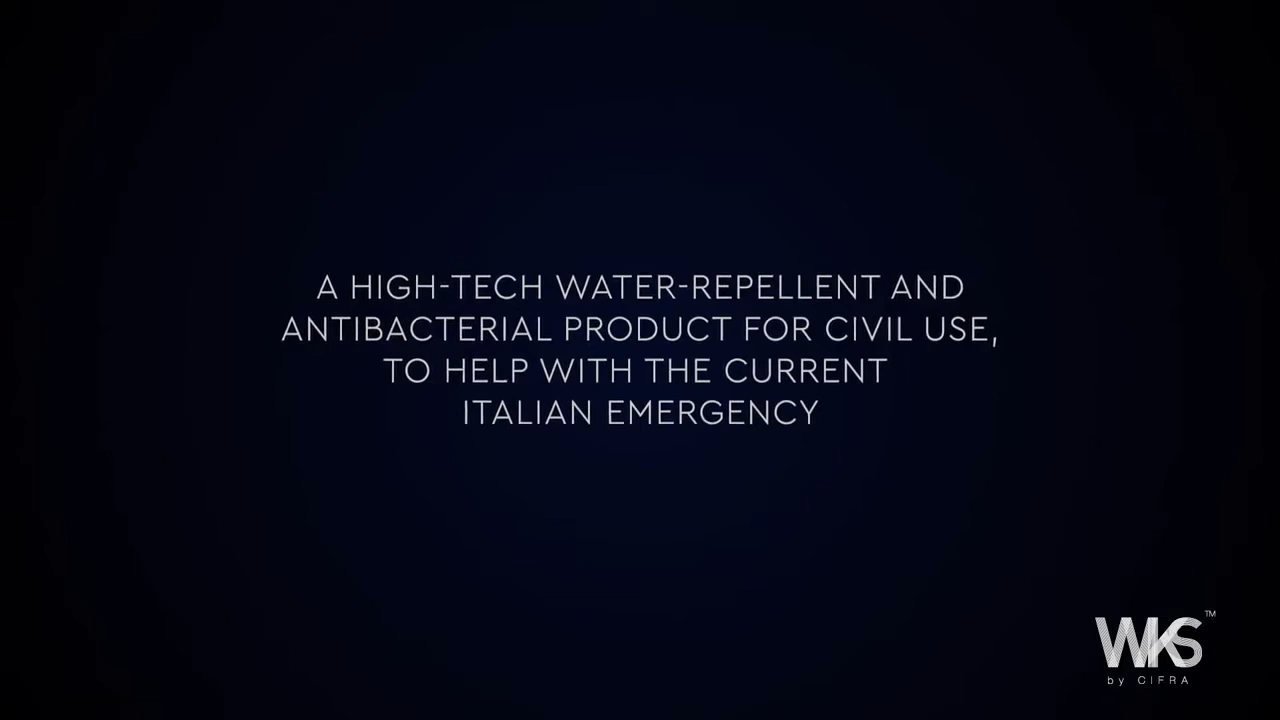 A HIGH-TECH WATER-REPELLENT AND
ANTIBACTERIAL PRODUCT FOR CIVIL USE,
TO HELP WITH THE CURRENT
ITALIAN EMERGENCY
WKS™
by CIFRA